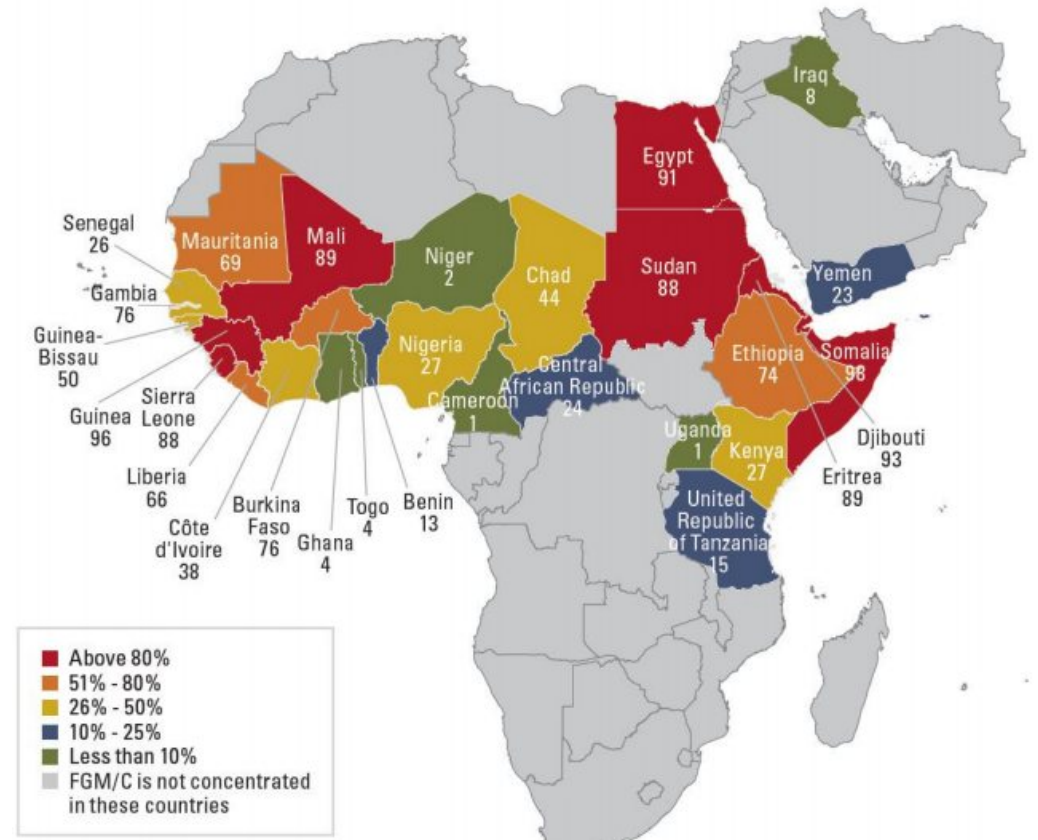 Iraq
8
Egypt
91
Senegal
26
Mauritania
69
Mali
89
Niger
2
Chad
44
Sudan
88
Yemen
23
Gambia
76
Guinea-
Bissau
50
Nigeria
27
Ethiopia
74
Somalia
98
Central
African Republic
24
Cameroon
1
Guinea
96
Sierra
Leone
88
Uganda
1
Kenya
27
Djibouti
93
Eritrea
89
Liberia
66
Côte
d'Ivoire
38
Burkina
Faso
76
Ghana
4
Togo
4
Benin
13
United
Republic
of Tanzania
15
Above 80%
51% - 80%
26% - 50%
10% - 25%
Less than 10%
FGM/C is not concentrated
in these countries